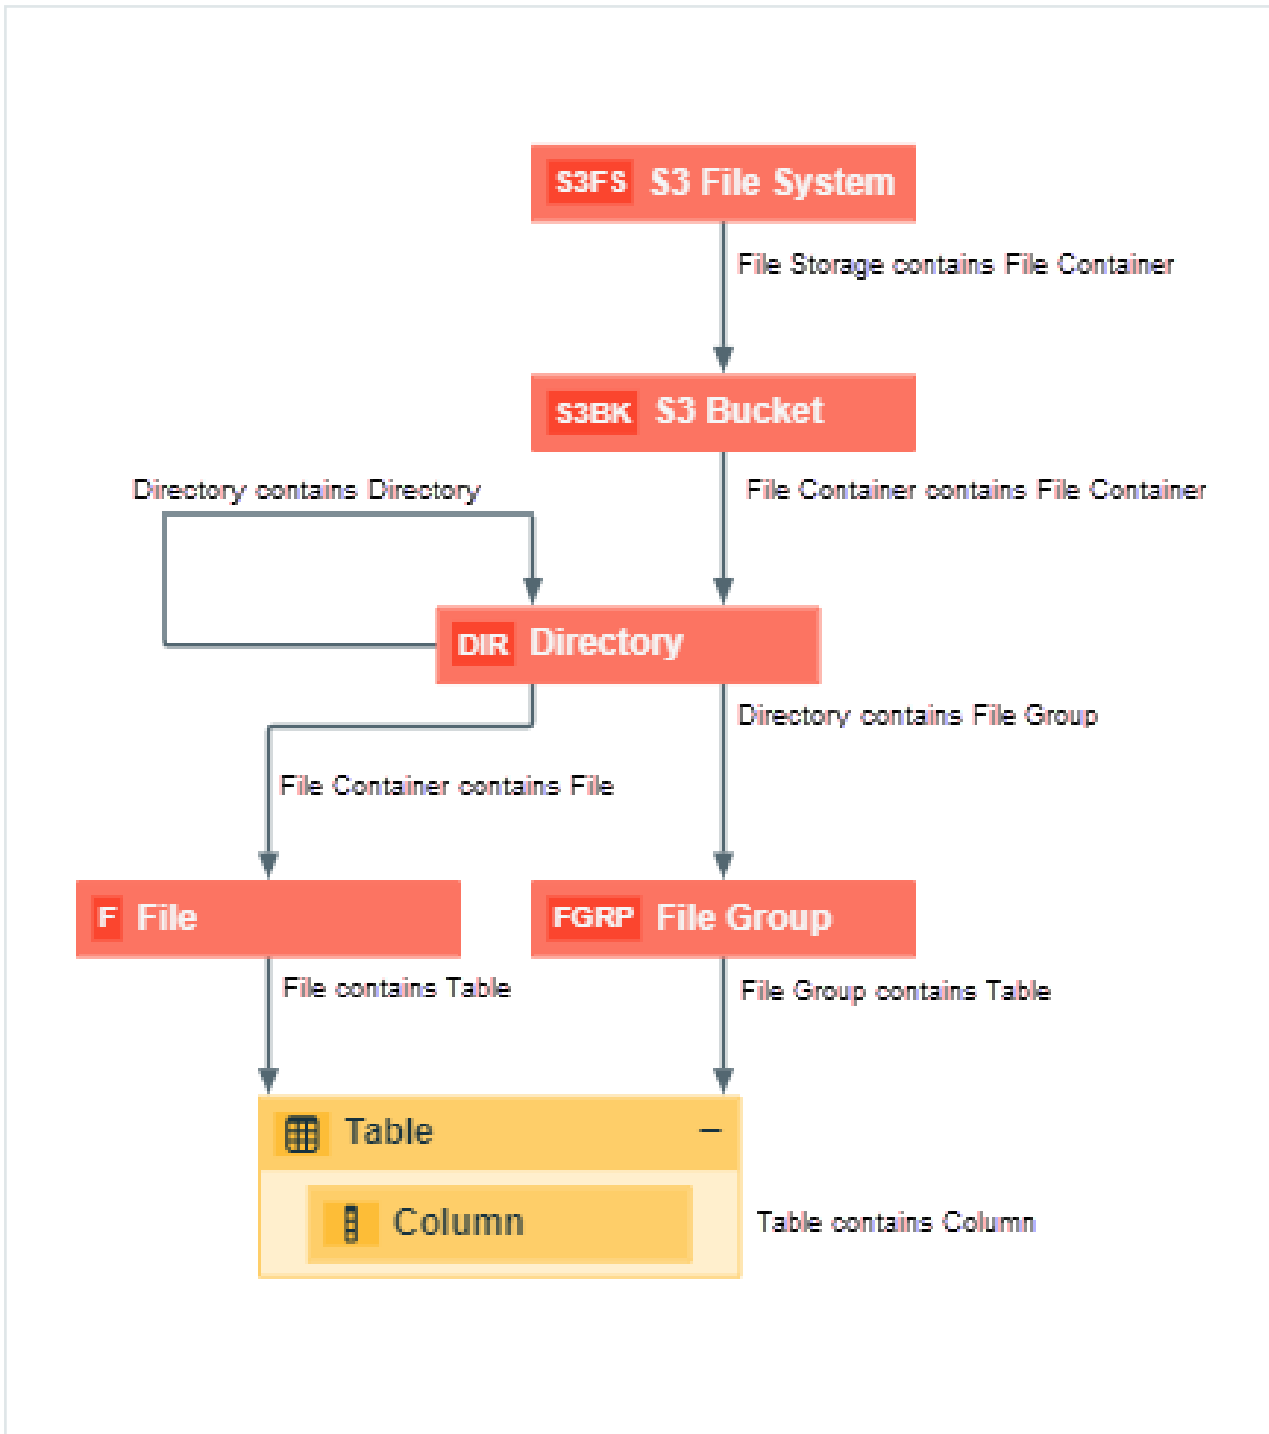 S3FS S3 File System
File Storage contains File Container
S3BK S3 Bucket
Directory contains Directory
File Container contains File Container
DIR Directory
Directory contains File Group
File Container contains File
F File
FGRP File Group
File contains Table
File Group contains Table
Table
Column
Table contains Column